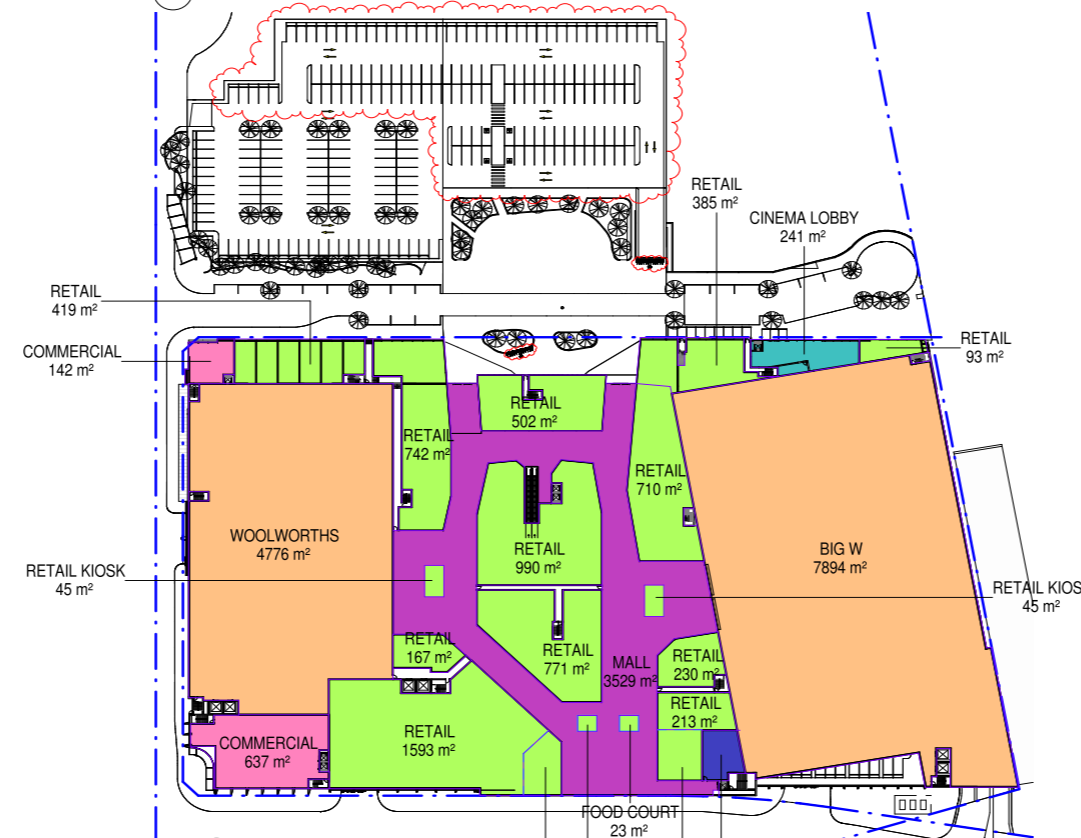 RETAIL
385 m²
CINEMA LOBBY
241 m²
RETAIL
419 m²
COMMERCIAL
142 m²
RETAIL
93 m²
RETAIL
502 m²
RETAIL
742 m²
RETAIL
710 m²
WOOLWORTHS
4776 m²
RETAIL
990 m²
BIG W
7894 m²
RETAIL KIOSK
45 m²
RETAIL KIOS
45 m²
RETAIL
167 m²
RETAIL
771 m²
MALL
3529 m²
RETAIL
230 m²
RETAIL
213 m²
RETAIL
1593 m²
COMMERCIAL
637 m²
FOOD COURT
23 m²